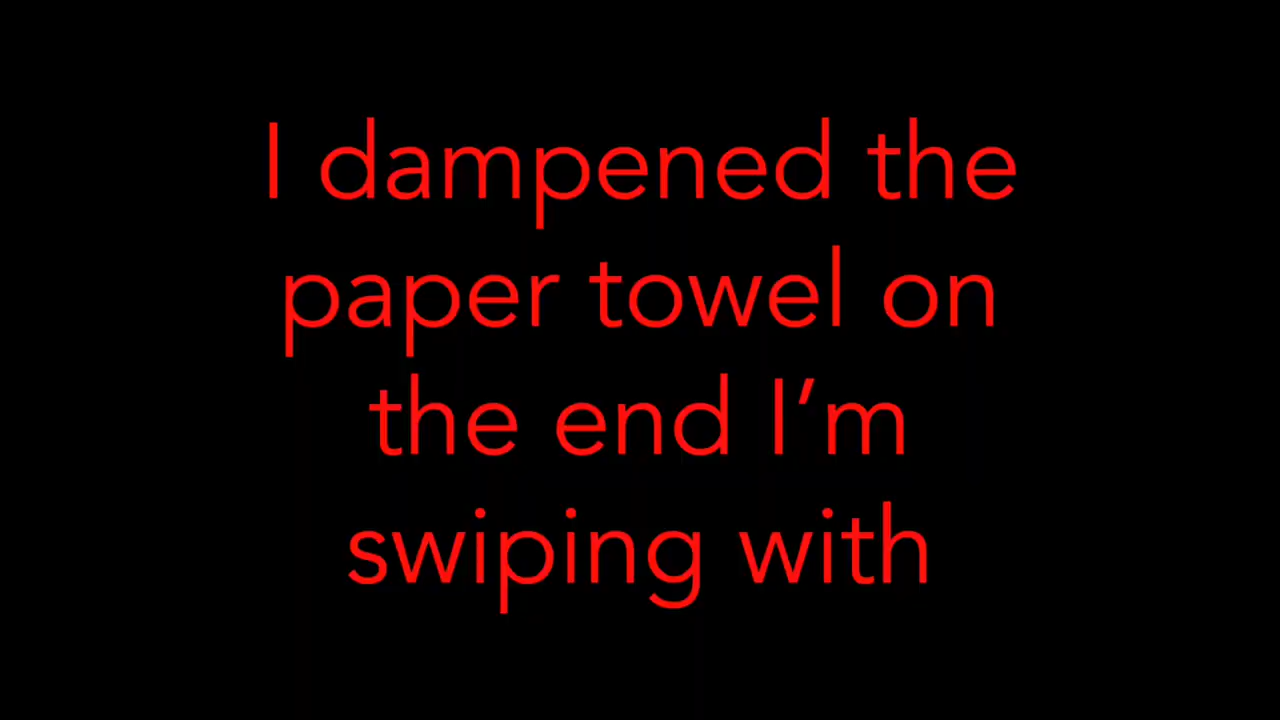 I dampened the
paper towel on
the end I’m
swiping with